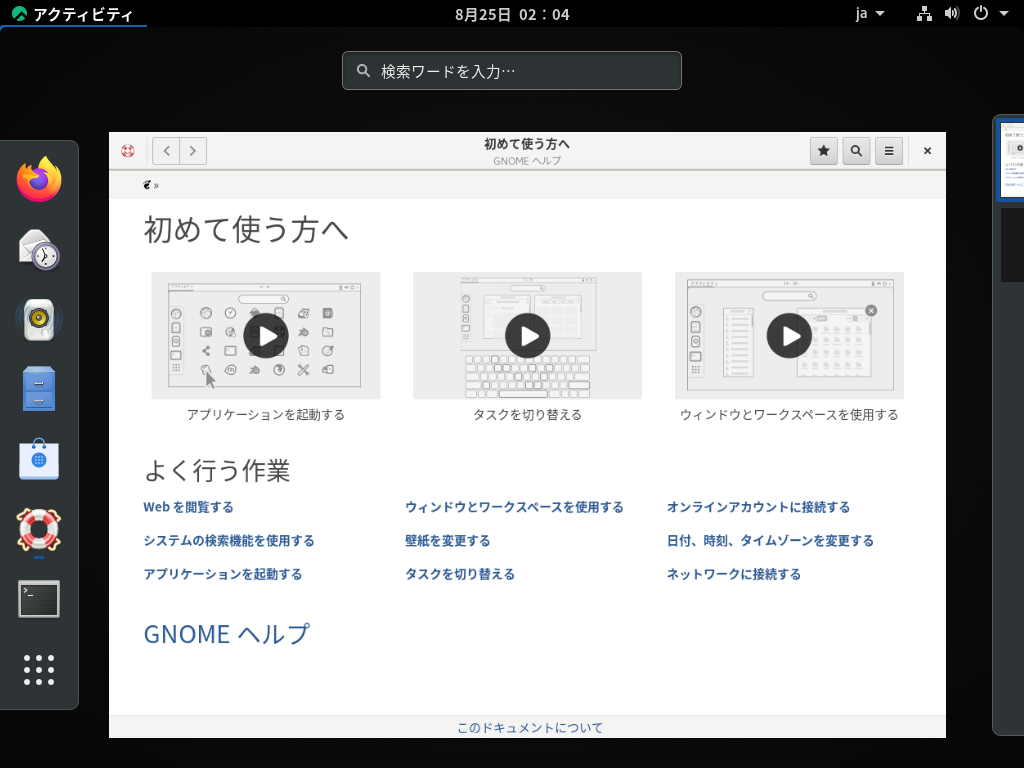 アクティビティ
8月25日 02：04
ja
検索ワードを入力…
初めて使う方へ
GNOME ヘルプ
»
初めて使う方へ
アプリケーションを起動する
タスクを切り替える
ウィンドウとワークスペースを使用する
よく行う作業
Web を閲覧する
ウィンドウとワークスペースを使用する
オンラインアカウントに接続する
システムの検索機能を使用する
壁紙を変更する
日付、時刻、タイムゾーンを変更する
アプリケーションを起動する
タスクを切り替える
ネットワークに接続する
GNOME ヘルプ
このドキュメントについて